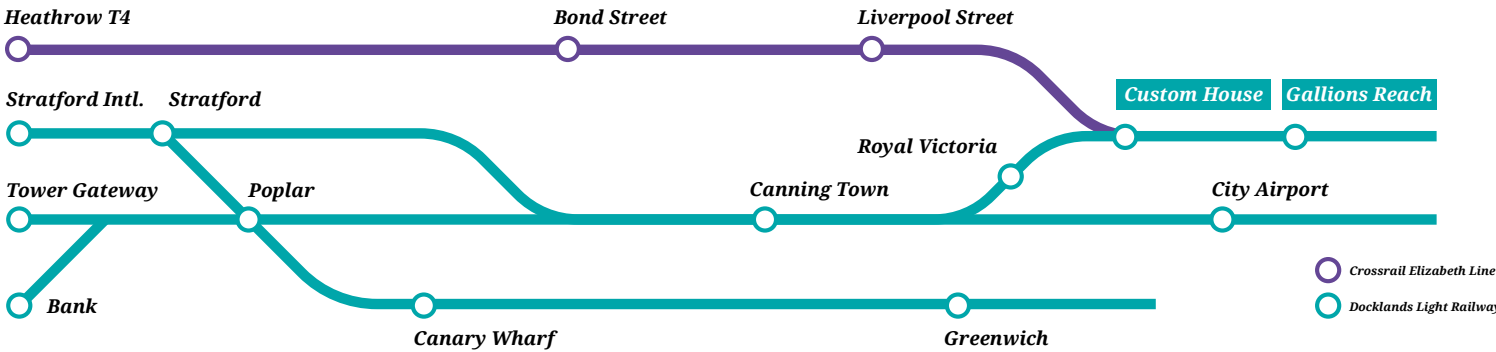 Heathrow T4
Bond Street
Liverpool Street
Stratford Intl.
Stratford
Custom House
Gallions Reach
Royal Victoria
Tower Gateway
Poplar
Canning Town
City Airport
Crossrail Elizabeth Line
Bank
Docklands Light Railway
Canary Wharf
Greenwich